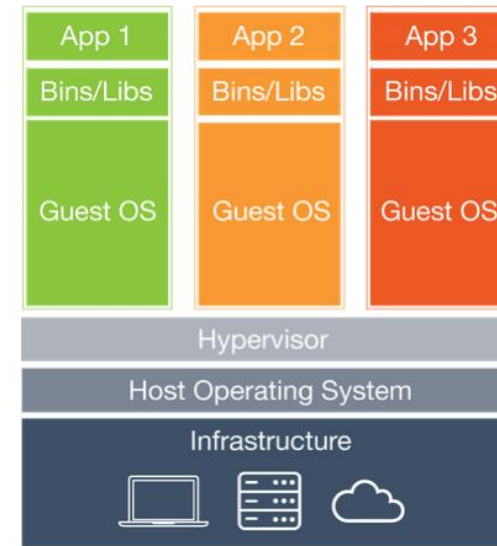 App 1
Bins/Libs
Guest OS
App 2
Bins/Libs
Guest OS
App 3
Bins/Libs
Guest OS
Hypervisor
Host Operating System
Infrastructure